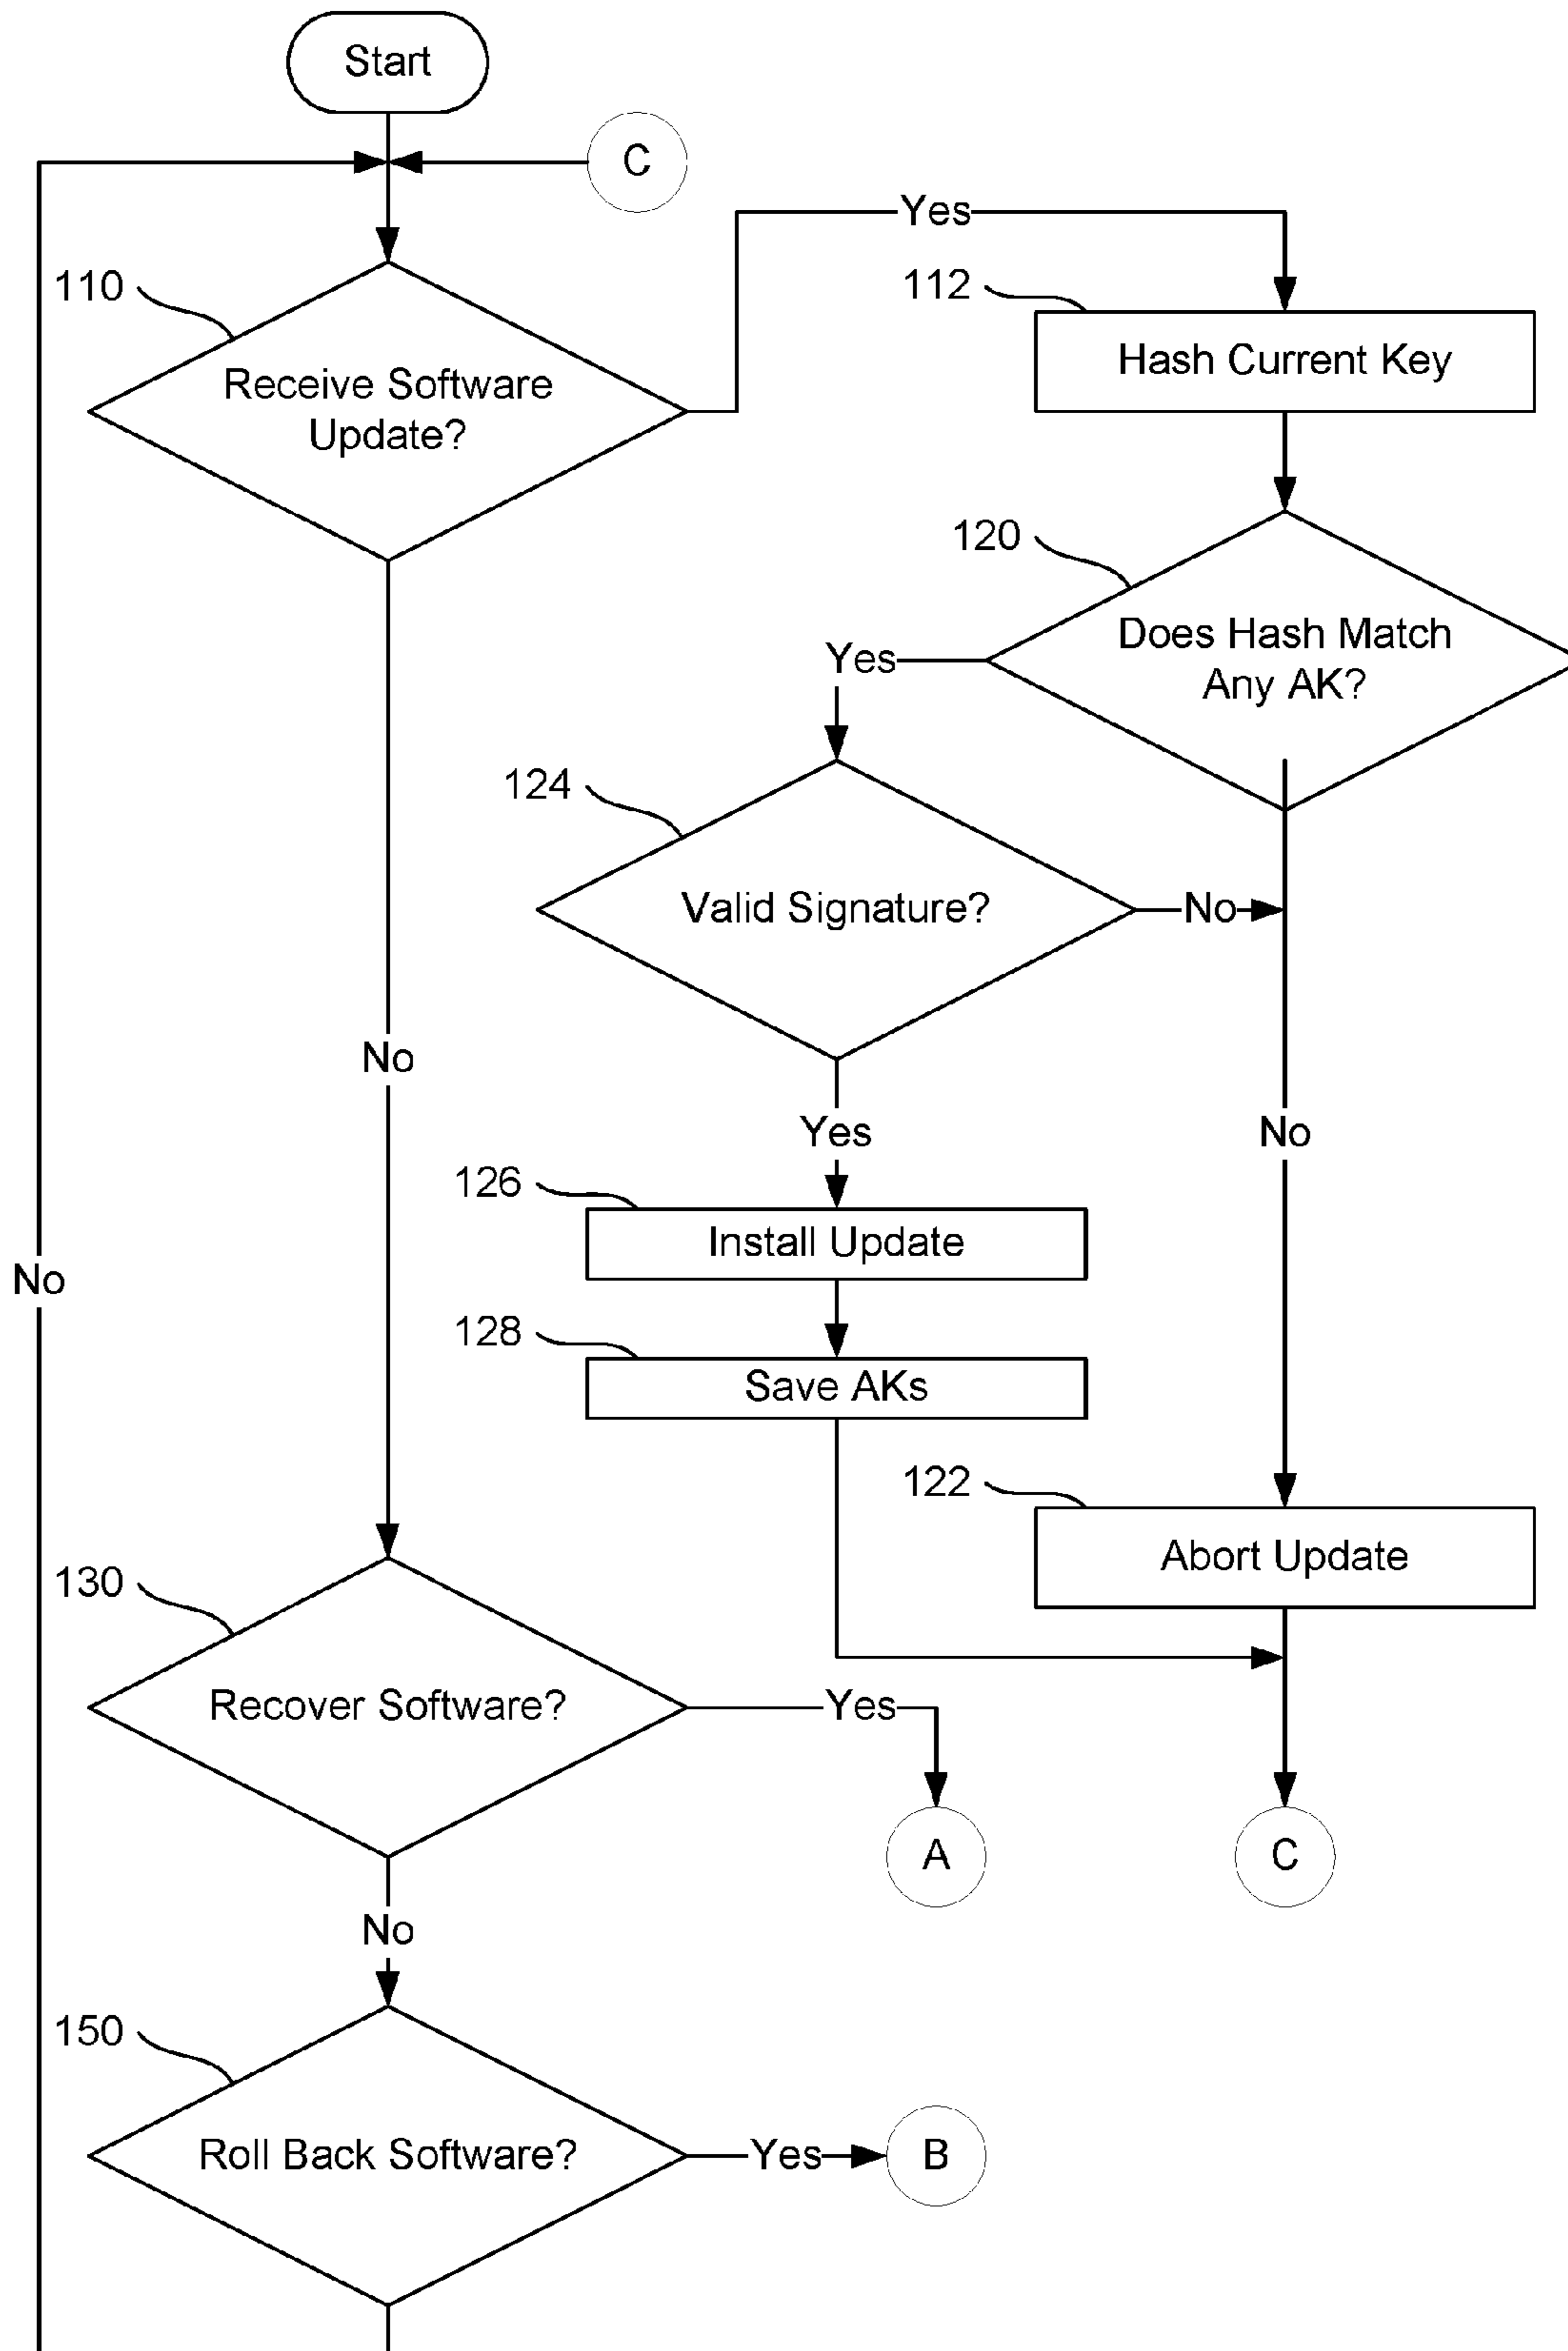 Start
C
Yes
110
Receive Software
Update?
112
Hash Current Key
120
Does Hash Match
Any AK?
Yes
124
Valid Signature?
No
No
Yes
No
126
Install Update
No
128
Save AKs
122
Abort Update
130
Recover Software?
Yes
A
C
No
150
Roll Back Software?
Yes
B